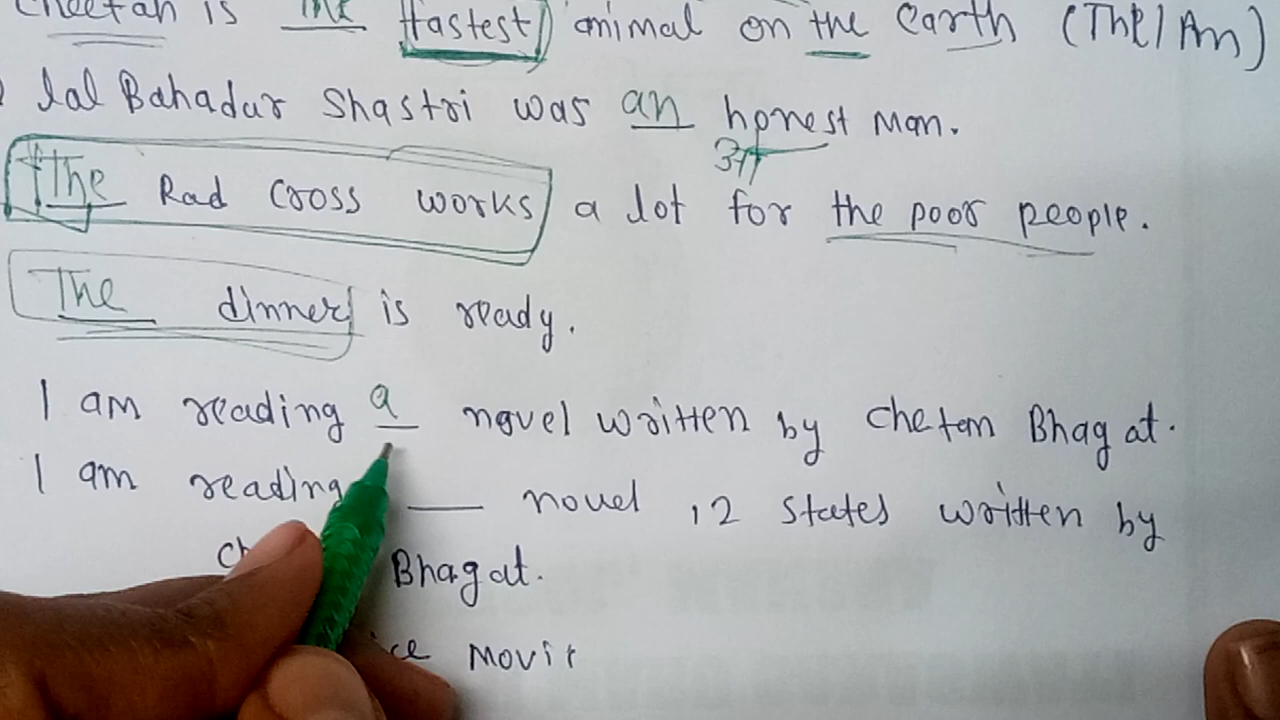 Cheetah is The fastest animal on the earth (The/An)
lal Bahadur Shastri was an honest Man.
The Rad Cross works a lot for the poor people.
The dinner is ready.
I am reading a novel written by chetan Bhagat.
I am reading ___ novel 12 states written by
Bhagat.
Movie